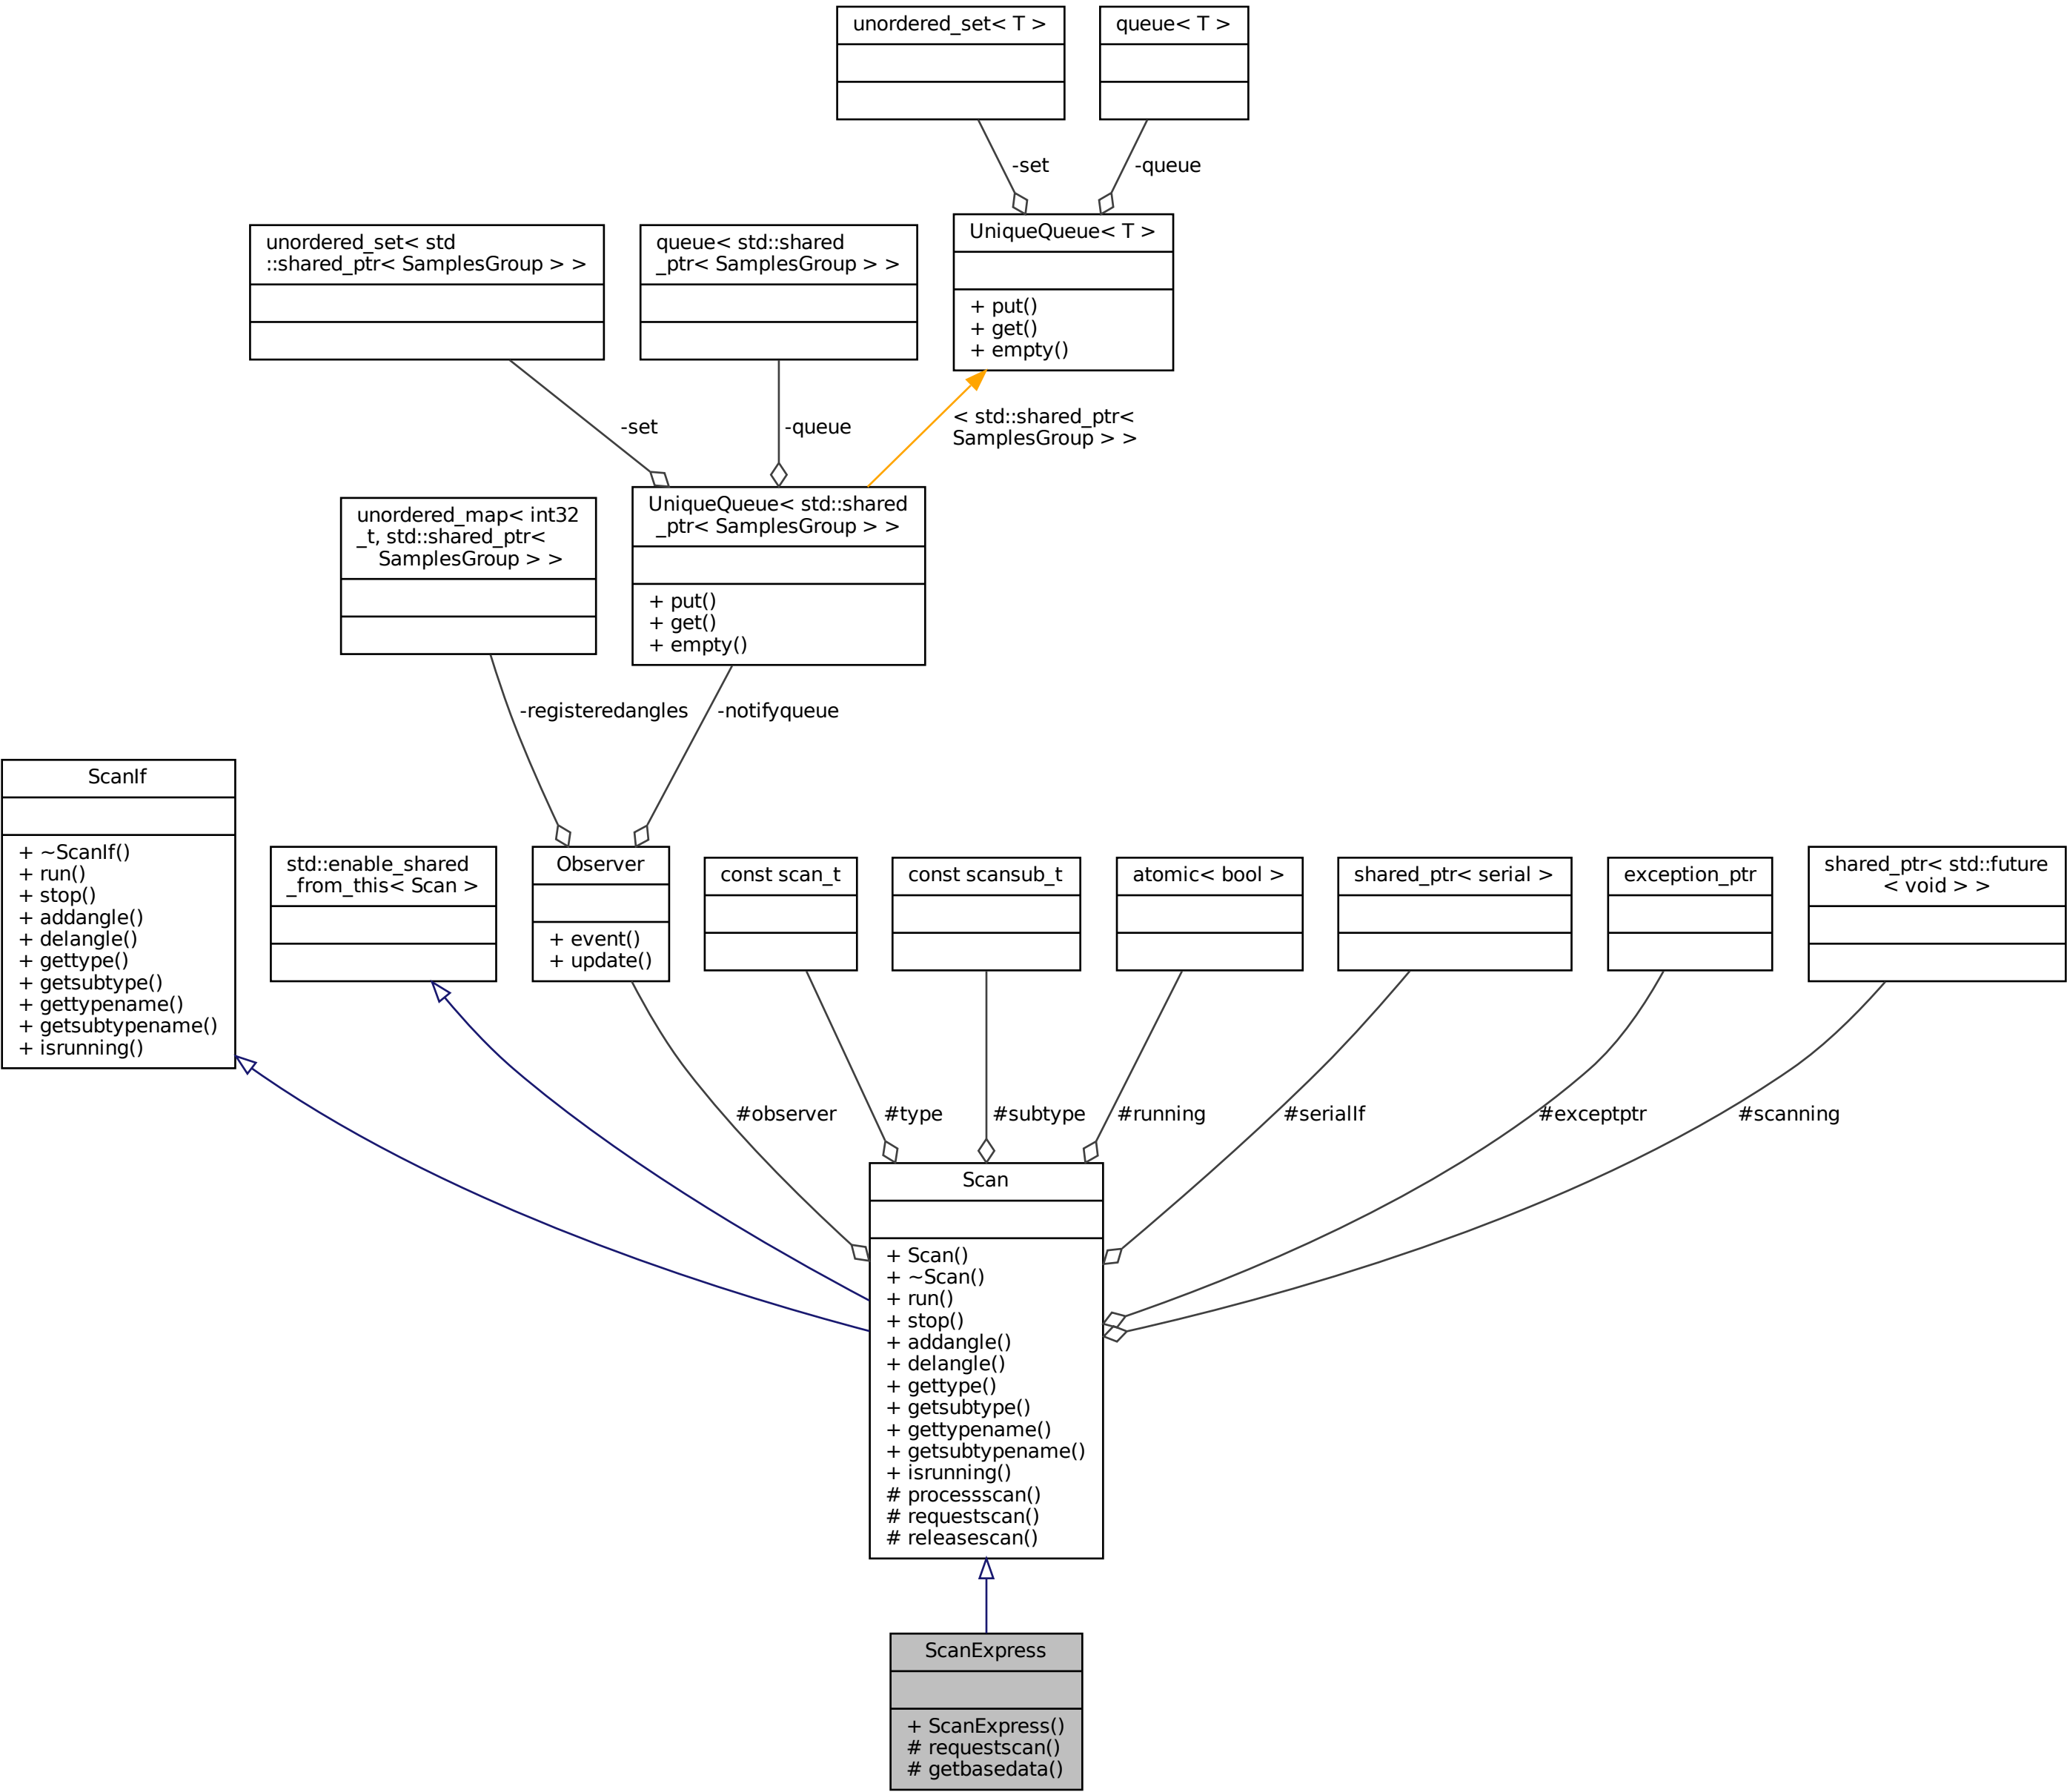 unordered_set< T >
queue< T >
-set
-queue
UniqueQueue< T >
+ put()
+ get()
+ empty()
unordered_set< std
::shared_ptr< SamplesGroup > >
queue< std::shared
_ptr< SamplesGroup > >
-set
-queue
< std::shared_ptr<
SamplesGroup > >
unordered_map< int32
_t, std::shared_ptr<
SamplesGroup > >
UniqueQueue< std::shared
_ptr< SamplesGroup > >
+ put()
+ get()
+ empty()
-registeredangles
-notifyqueue
ScanIf
+ ~ScanIf()
+ run()
+ stop()
+ addangle()
+ delangle()
+ gettype()
+ getsubtype()
+ gettypename()
+ getsubtypename()
+ isrunning()
std::enable_shared
_from_this< Scan >
Observer
+ event()
+ update()
const scan_t
const scansub_t
atomic< bool >
shared_ptr< serial >
exception_ptr
shared_ptr< std::future
< void > >
#observer
#type
#subtype
#running
#serialIf
#exceptptr
#scanning
Scan
+ Scan()
+ ~Scan()
+ run()
+ stop()
+ addangle()
+ delangle()
+ gettype()
+ getsubtype()
+ gettypename()
+ getsubtypename()
+ isrunning()
# processscan()
# requestscan()
# releasescan()
ScanExpress
+ ScanExpress()
# requestscan()
# getbasedata()